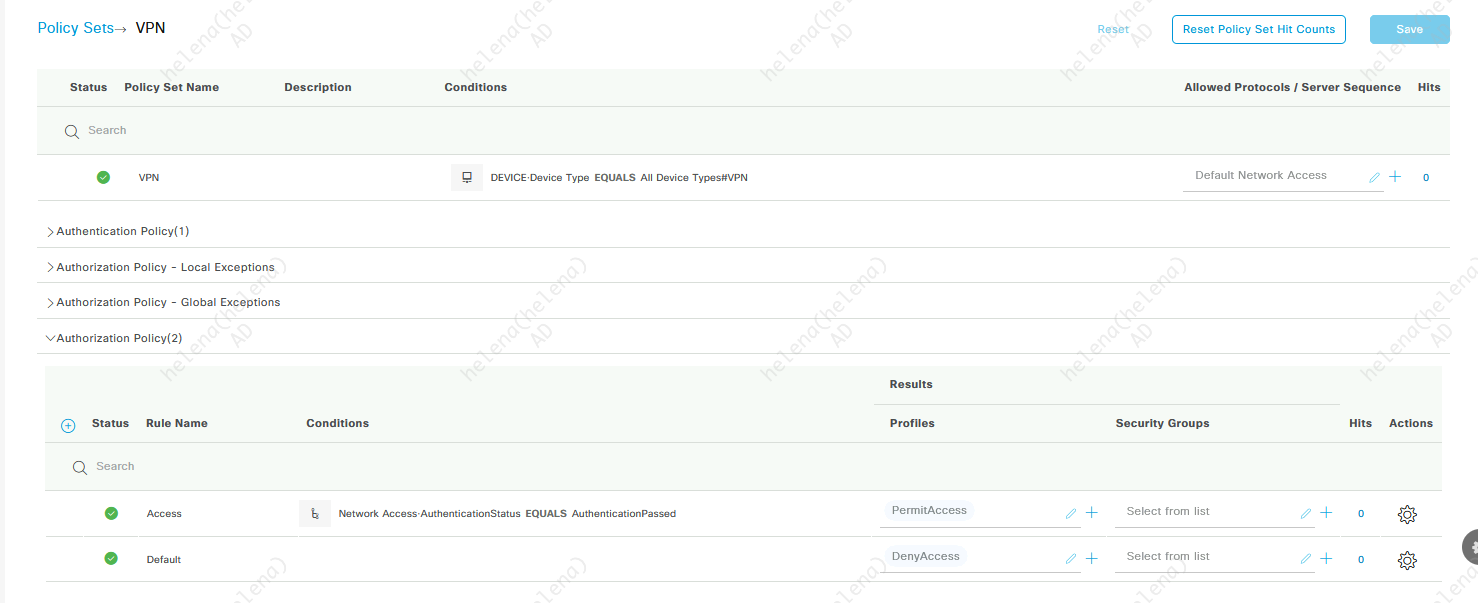 Policy Sets→ VPN
Reset
Reset Policy Set Hit Counts
Save
Status Policy Set Name Description Conditions Allowed Protocols / Server Sequence Hits
Search
VPN DEVICE·Device Type EQUALS All Device Types#VPN Default Network Access 0
Authentication Policy(1)
Authorization Policy - Local Exceptions
Authorization Policy - Global Exceptions
Authorization Policy(2)
Results
Status Rule Name Conditions Profiles Security Groups Hits Actions
Search
Access Network Access·AuthenticationStatus EQUALS AuthenticationPassed PermitAccess Select from list 0
Default DenyAccess Select from list 0
helena(helena)
AD